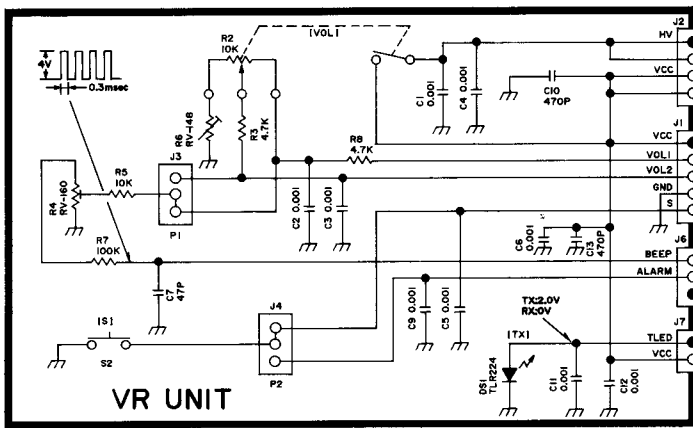 J2
HV
VCC
C10
470P
4V
0.3msec
R2
10K
[VOL]
C1
0.001
C4
0.001
R6
RV-148
R3
4.7K
J1
VCC
VOL1
VOL2
GND
S
R8
4.7K
J3
P1
R5
10K
R4
RV-160
R7
100K
C2 0.001
C3 0.001
C6
0.001
C13
470P
J6
BEEP
ALARM
C7
47P
J4
P2
C9 0.001
C5 0.001
[S]
S2
TX:2.0V
RX:0V
[TX]
J7
TLED
VCC
DS1
TLR224
C11
0.001
C12
0.001
VR UNIT